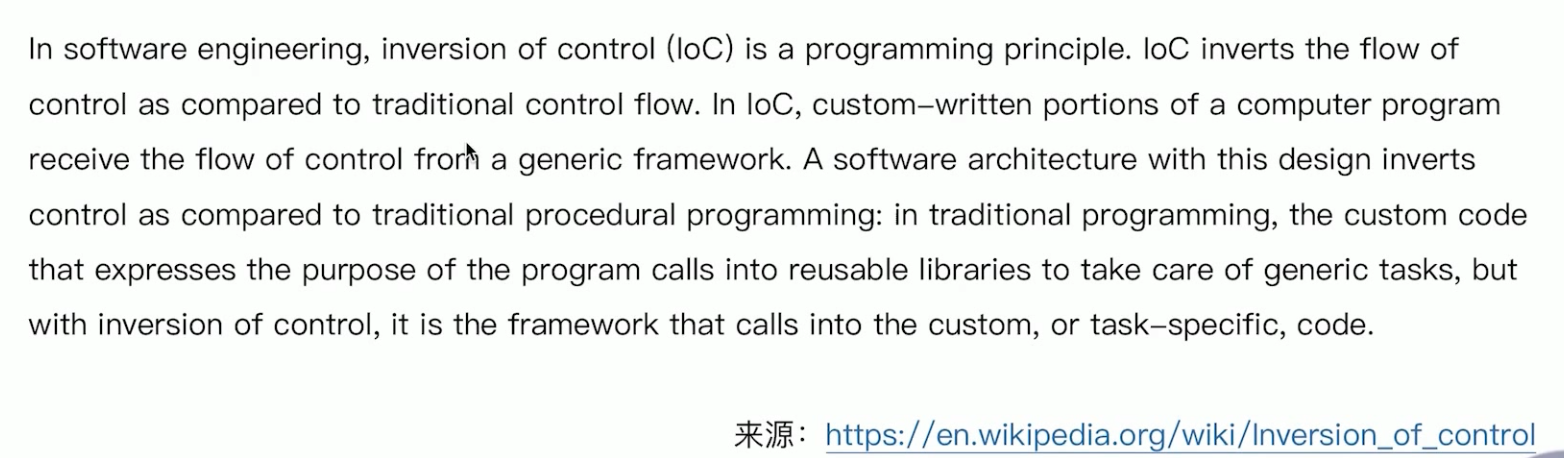 In software engineering, inversion of control (IoC) is a programming principle. IoC inverts the flow of
control as compared to traditional control flow. In IoC, custom–written portions of a computer program
receive the flow of control from a generic framework. A software architecture with this design inverts
control as compared to traditional procedural programming: in traditional programming, the custom code
that expresses the purpose of the program calls into reusable libraries to take care of generic tasks, but
with inversion of control, it is the framework that calls into the custom, or task–specific, code.
来源：https://en.wikipedia.org/wiki/Inversion_of_control